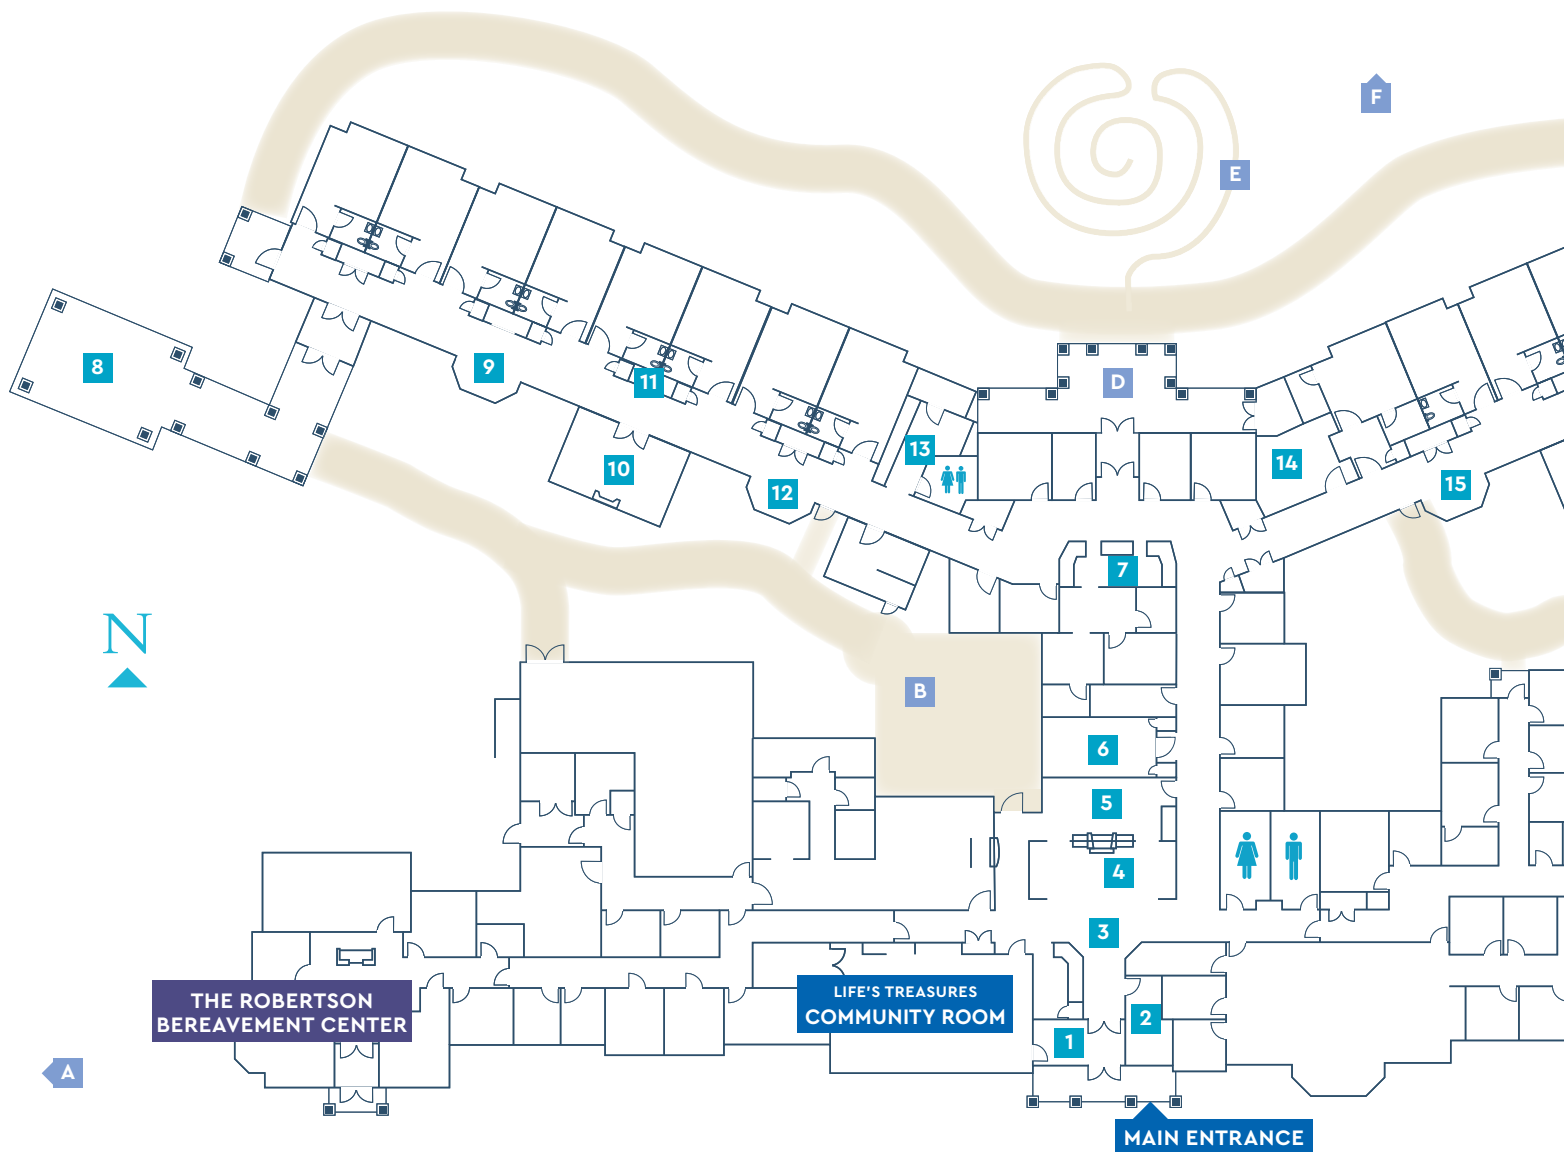 F
E
8
9
11
D
13
14
10
12
15
7
N
B
6
5
4
3
THE ROBERTSON
BEREAVEMENT CENTER
LIFE'S TREASURES
COMMUNITY ROOM
2
1
A
MAIN ENTRANCE